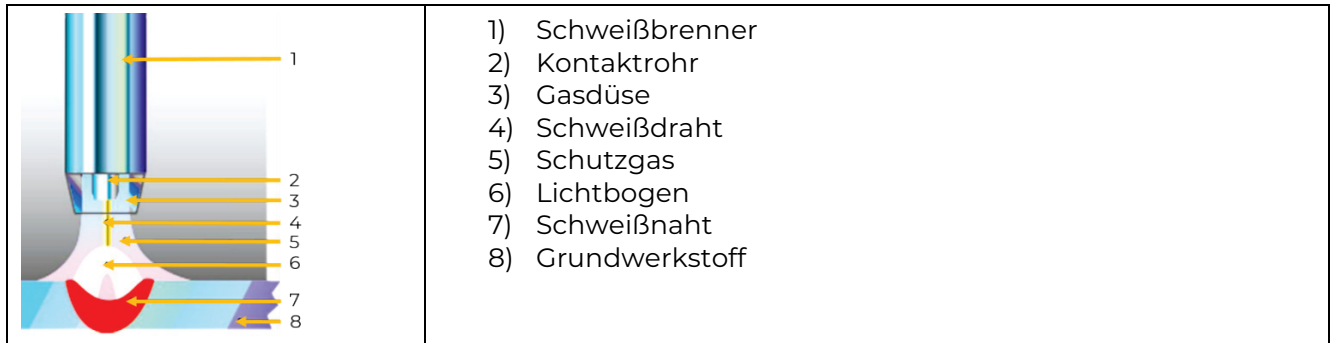 1
2
3
4
5
6
7
8
1) Schweißbrenner
2) Kontaktrohr
3) Gasdüse
4) Schweißdraht
5) Schutzgas
6) Lichtbogen
7) Schweißnaht
8) Grundwerkstoff